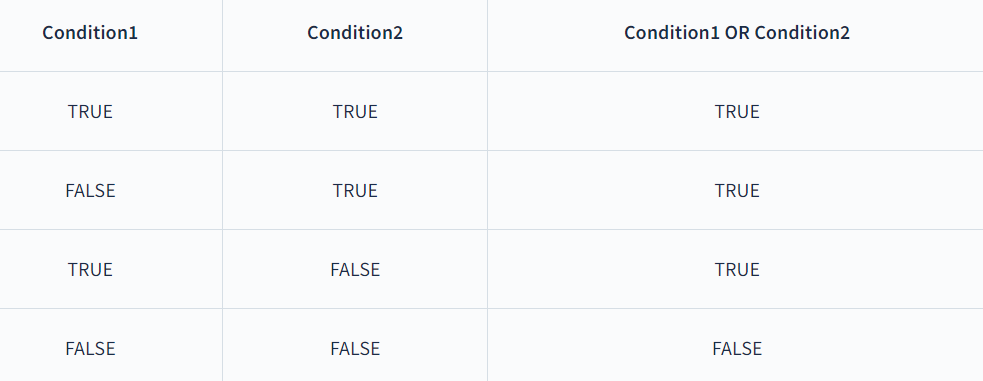 Condition1 Condition2 Condition1 OR Condition2
TRUE TRUE TRUE
FALSE TRUE TRUE
TRUE FALSE TRUE
FALSE FALSE FALSE